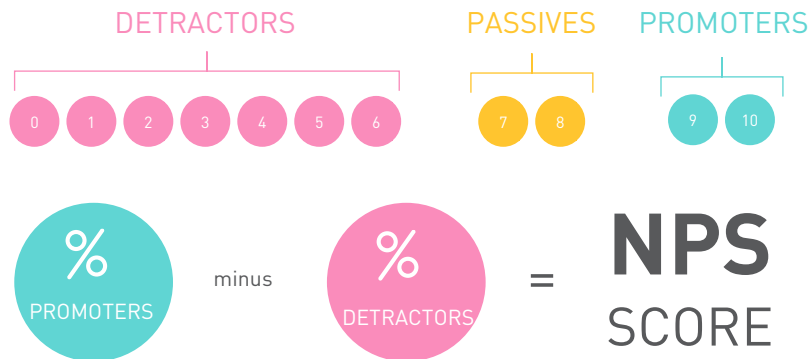 DETRACTORS PASSIVES PROMOTERS
0 1 2 3 4 5 6 7 8 9 10
% minus % = NPS
PROMOTERS DETRACTORS SCORE